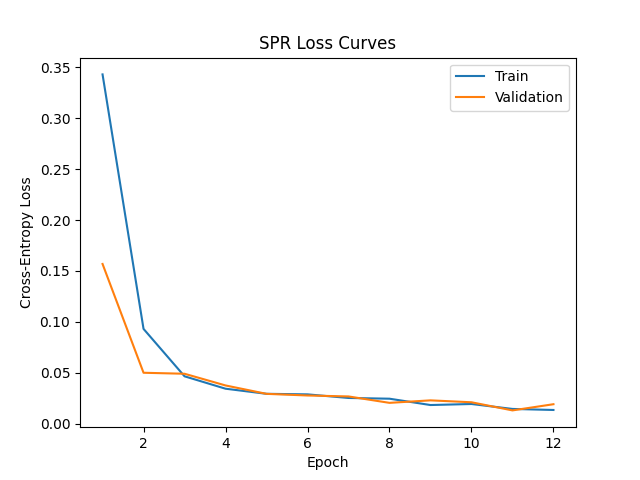 SPR Loss Curves
Train
Validation
0.35
0.30
0.25
0.20
0.15
0.10
0.05
0.00
Cross-Entropy Loss
2 4 6 8 10 12
Epoch